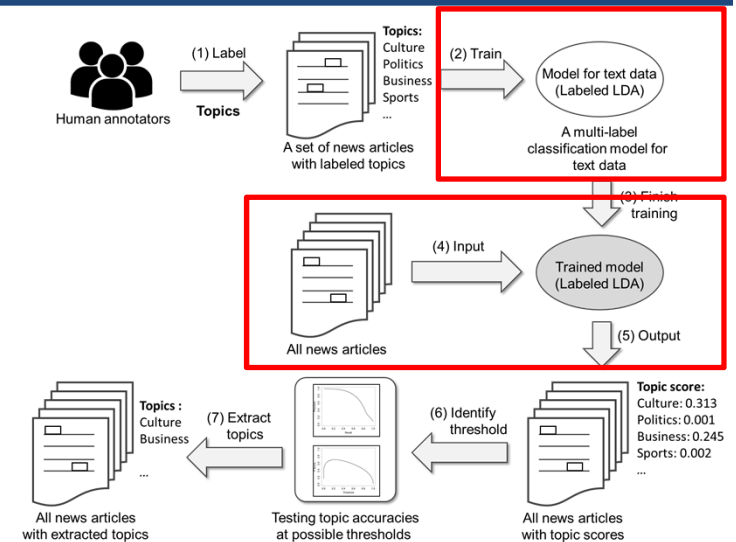 (1) Label
Topics
Human annotators
Topics:
Culture
Politics
Business
Sports
...
A set of news articles
with labeled topics
(2) Train
Model for text data
(Labeled LDA)
A multi-label
classification model for
text data
(3) Finish
training
All news articles
(4) Input
Trained model
(Labeled LDA)
(5) Output
Topic score:
Culture: 0.313
Politics: 0.001
Business: 0.245
Sports: 0.002
...
All news articles
with topic scores
(6) Identify
threshold
Testing topic accuracies
at possible thresholds
(7) Extract
topics
Topics :
Culture
Business
...
All news articles
with extracted topics